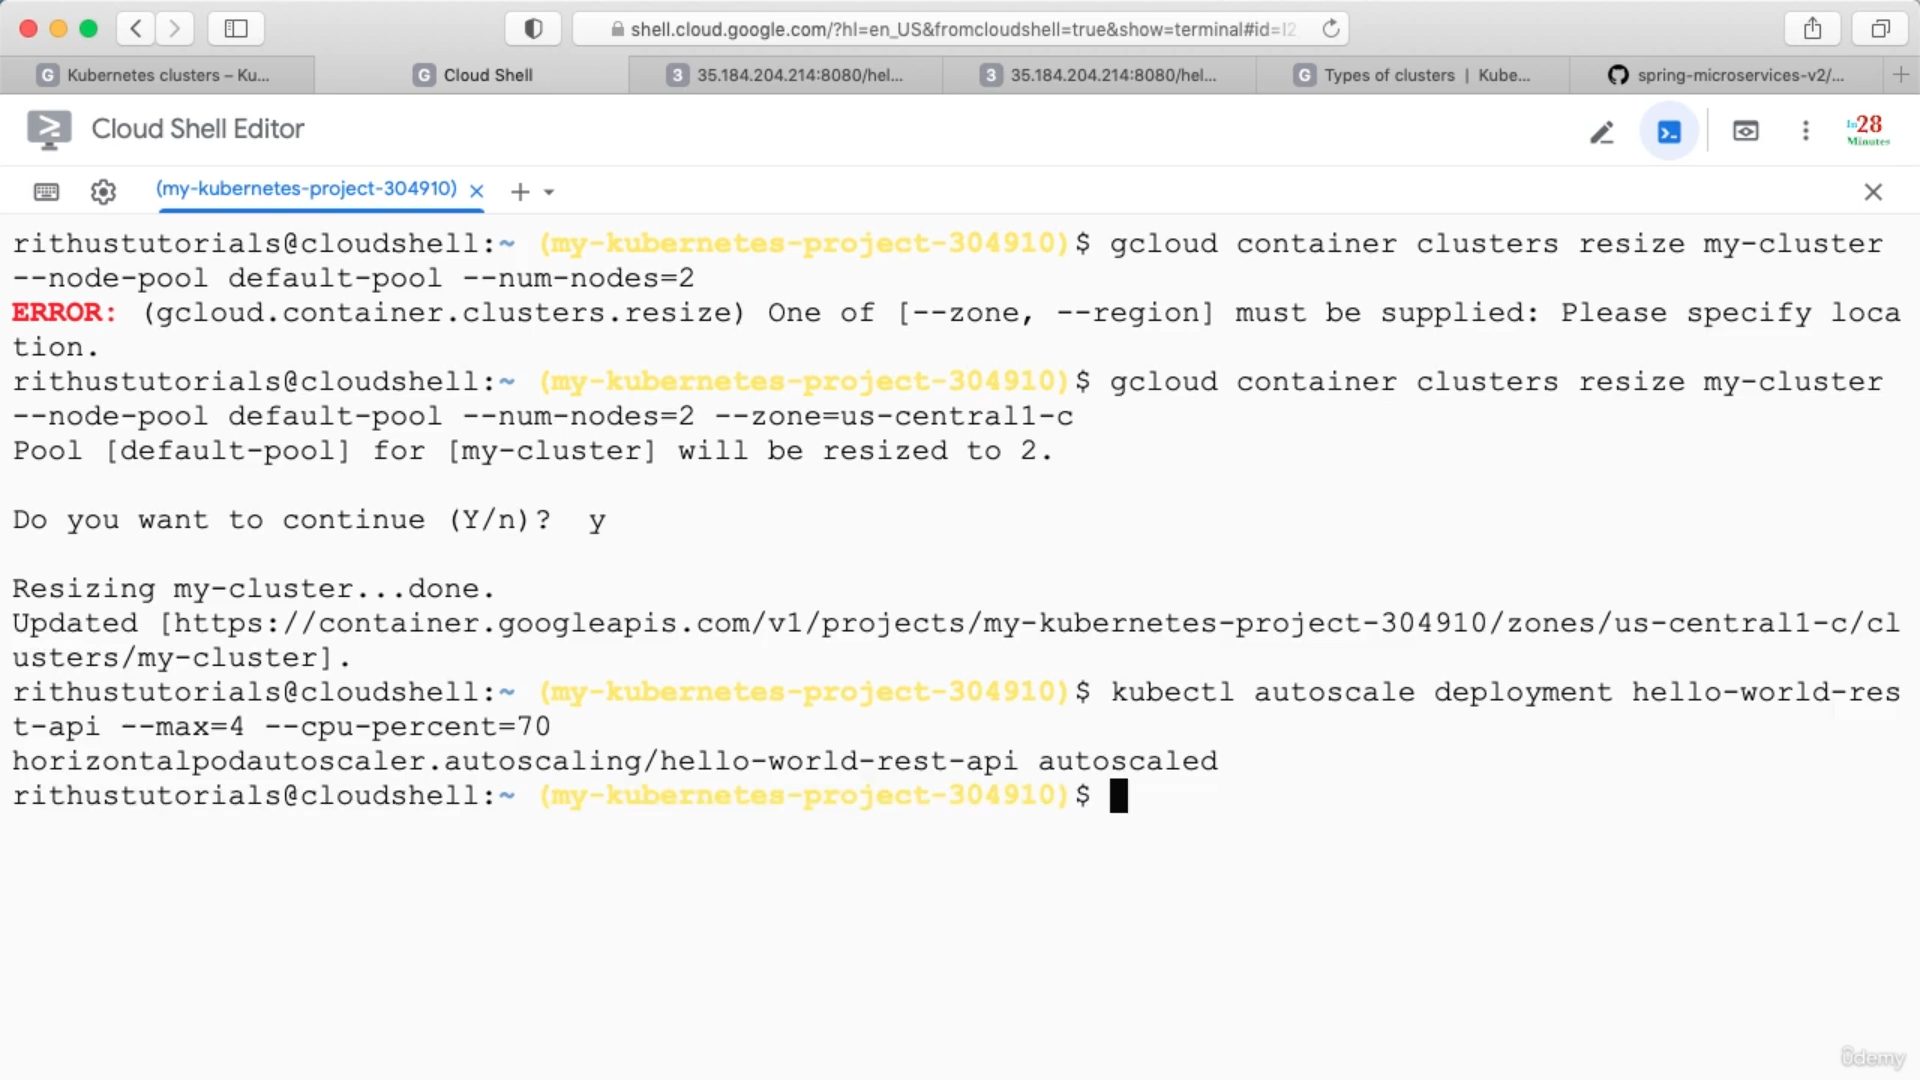 shell.cloud.google.com/?hl=en_US&fromcloudshell=true&show=terminal#id=I2
Kubernetes clusters – Ku...
Cloud Shell
35.184.204.214:8080/hel...
35.184.204.214:8080/hel...
Types of clusters | Kube...
spring-microservices-v2/...
Cloud Shell Editor
In 28 Minutes
(my-kubernetes-project-304910)
rithustutorials@cloudshell:~ (my-kubernetes-project-304910)$ gcloud container clusters resize my-cluster
--node-pool default-pool --num-nodes=2
ERROR: (gcloud.container.clusters.resize) One of [--zone, --region] must be supplied: Please specify loca
tion.
rithustutorials@cloudshell:~ (my-kubernetes-project-304910)$ gcloud container clusters resize my-cluster
--node-pool default-pool --num-nodes=2 --zone=us-central1-c
Pool [default-pool] for [my-cluster] will be resized to 2.
Do you want to continue (Y/n)? y
Resizing my-cluster...done.
Updated [https://container.googleapis.com/v1/projects/my-kubernetes-project-304910/zones/us-central1-c/cl
usters/my-cluster].
rithustutorials@cloudshell:~ (my-kubernetes-project-304910)$ kubectl autoscale deployment hello-world-res
t-api --max=4 --cpu-percent=70
horizontalpodautoscaler.autoscaling/hello-world-rest-api autoscaled
rithustutorials@cloudshell:~ (my-kubernetes-project-304910)$
ûdemy